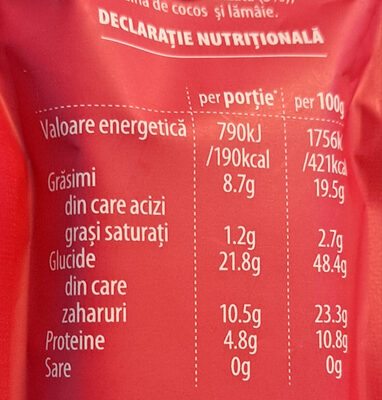 de cocos și lămâie.
DECLARAȚIE NUTRIȚIONALĂ
per porție* per 100g
Valoare energetică 790kJ 1756k
/190kcal /421kcal
Grăsimi 8.7g 19.5g
din care acizi
grași saturați 1.2g 2.7g
Glucide 21.8g 48.4g
din care
zaharuri 10.5g 23.3g
Proteine 4.8g 10.8g
Sare 0g 0g